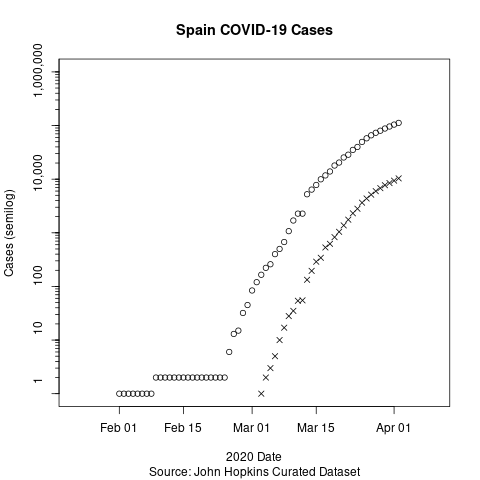 Spain COVID-19 Cases
Cases (semilog)
1,000,000
10,000
100
10
1
Feb 01 Feb 15 Mar 01 Mar 15 Apr 01
2020 Date
Source: John Hopkins Curated Dataset